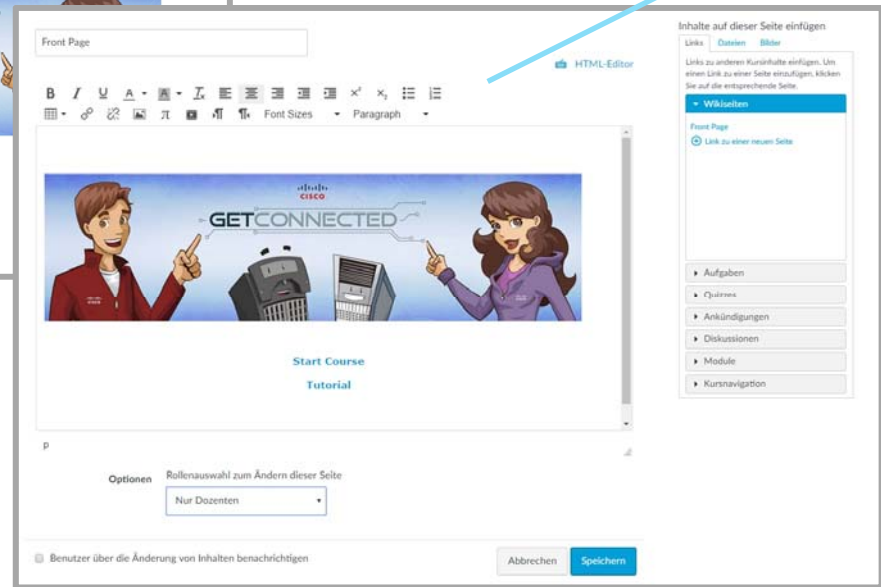 Front Page
HTML-Editor
B I U A A
π ¶ ¶ Font Sizes Paragraph
CISCO
GETCONNECTED
Start Course
Tutorial
p
Optionen
Rollenauswahl zum Ändern dieser Seite
Nur Dozenten
Benutzer über die Änderung von Inhalten benachrichtigen
Abbrechen
Speichern
Inhalte auf dieser Seite einfügen
Links Dateien Bilder
Links zu anderen Kursinhalte einfügen. Um
einen Link zu einer Seite einzufügen, klicken
Sie auf die entsprechende Seite.
Wikiseiten
Front Page
Link zu einer neuen Seite
Aufgaben
Quizzes
Ankündigungen
Diskussionen
Module
Kursnavigation